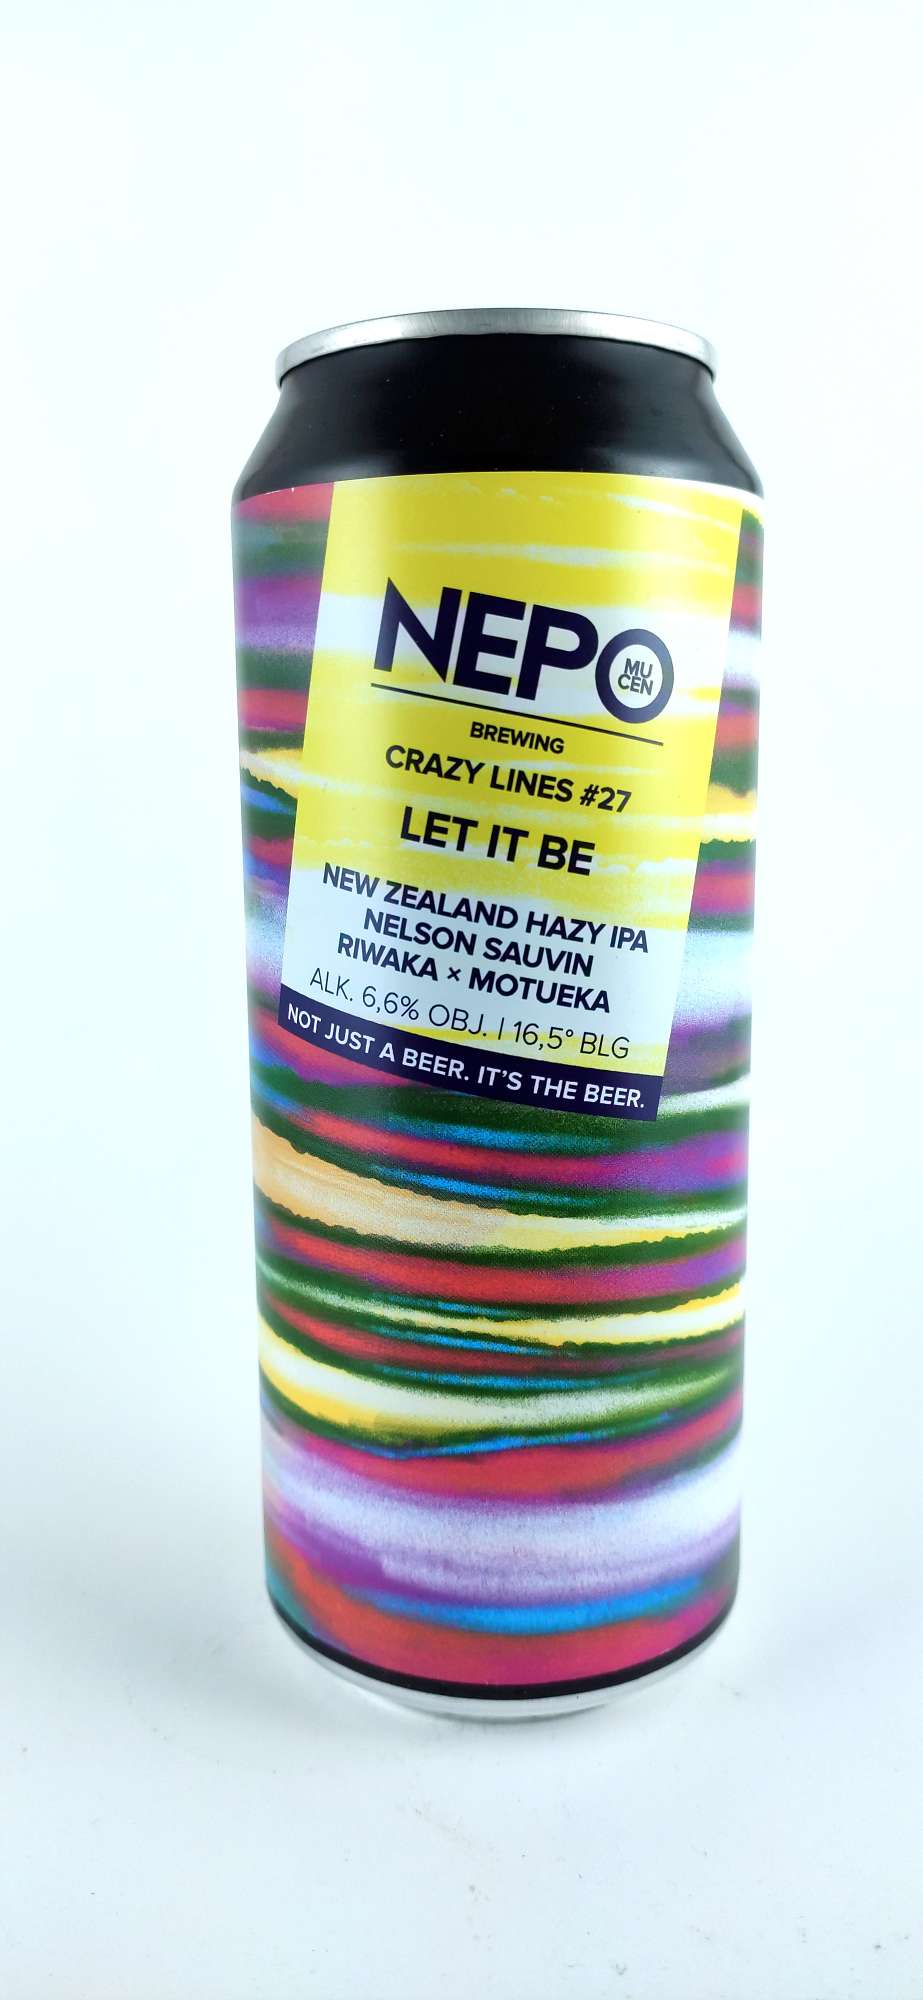 NEPO
MU
CEN
BREWING
CRAZY LINES #27
LET IT BE
NEW ZEALAND HAZY IPA
NELSON SAUVIN
RIWAKA × MOTUEKA
ALK. 6,6% OBJ. | 16,5° BLG
NOT JUST A BEER. IT'S THE BEER.